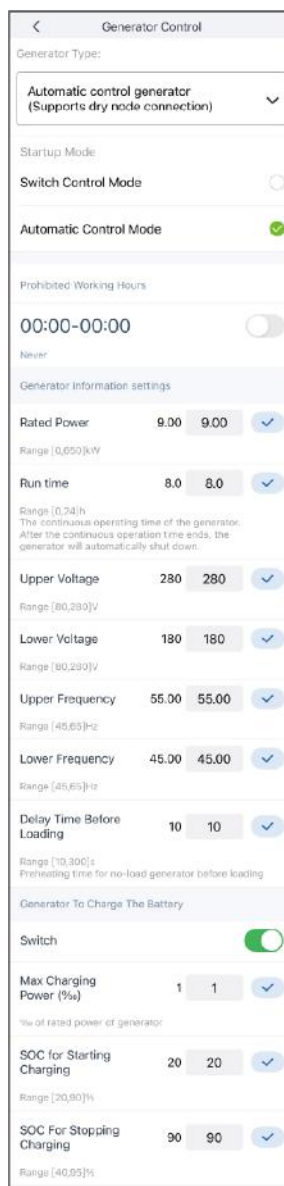 Generator Control
Generator Type:
Automatic control generator
(Supports dry node connection)
Startup Mode
Switch Control Mode
Automatic Control Mode
Prohibited Working Hours
00:00-00:00
Never
Generator Information settings
Rated Power 9.00 9.00
Range [0,650]kW
Run time 8.0 8.0
Range [0,24]h
The continuous operating time of the generator.
After the continuous operation time ends, the
generator will automatically shut down.
Upper Voltage 280 280
Range [80,280]V
Lower Voltage 180 180
Range [80,280]V
Upper Frequency 55.00 55.00
Range [45,65]Hz
Lower Frequency 45.00 45.00
Range [45,65]Hz
Delay Time Before
Loading 10 10
Range [10,300]s
Preheating time for no-load generator before loading
Generator To Charge The Battery
Switch
Max Charging
Power (‰) 1 1
‰ of rated power of generator
SOC for Starting
Charging 20 20
Range [20,90]%
SOC For Stopping
Charging 90 90
Range [40,95]%